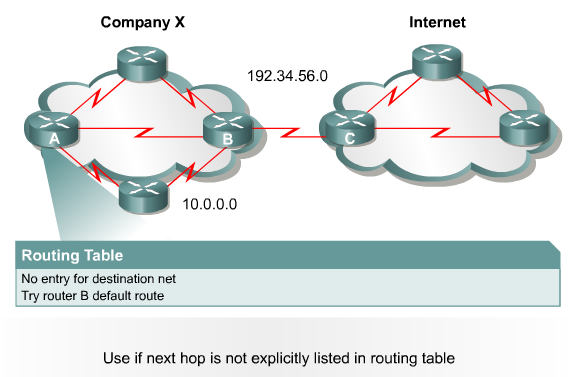 Company X
Internet
192.34.56.0
A
B
C
10.0.0.0
Routing Table
No entry for destination net
Try router B default route
Use if next hop is not explicitly listed in routing table